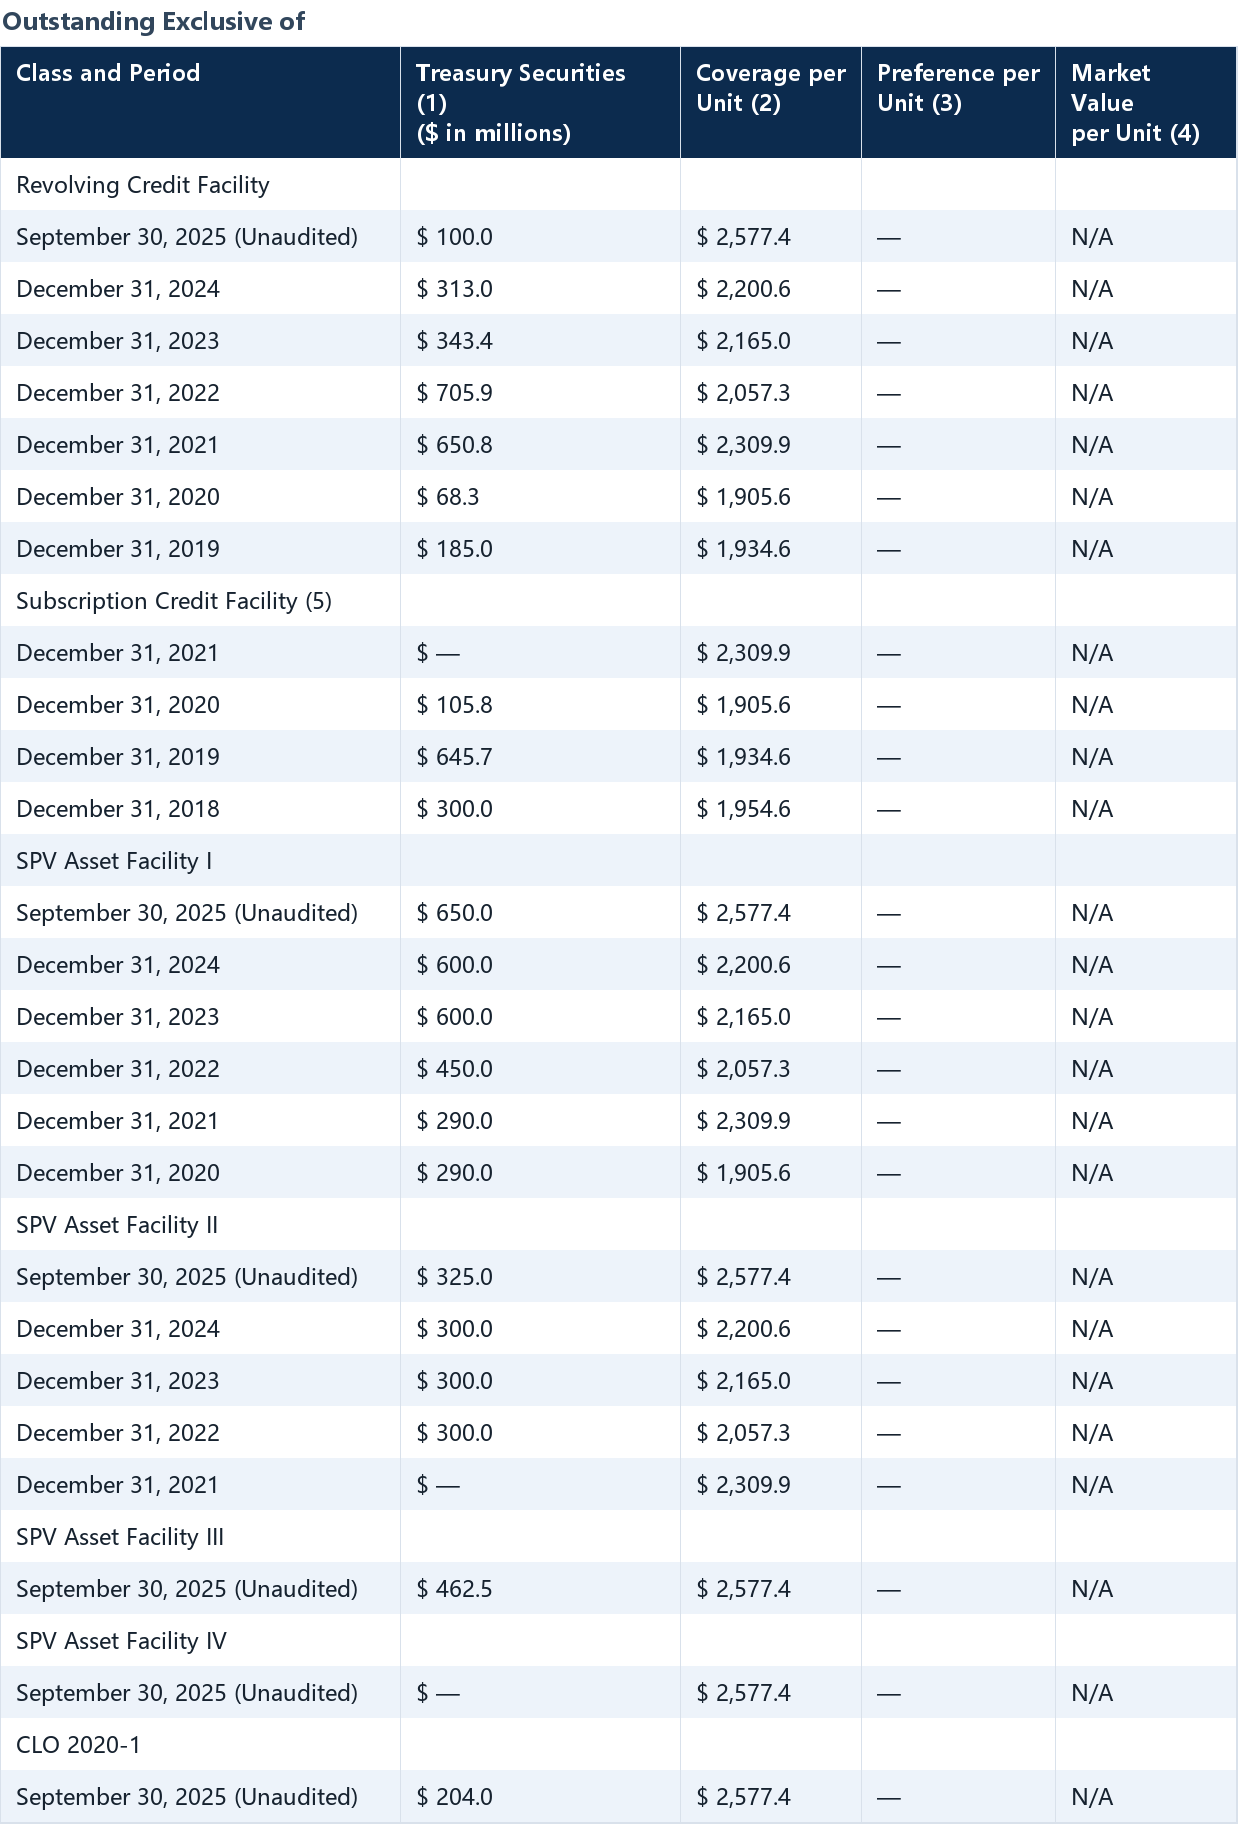 Outstanding Exclusive of
Class and Period | Treasury Securities (1) ($ in millions) | Coverage per Unit (2) | Preference per Unit (3) | Market Value per Unit (4)
Revolving Credit Facility
September 30, 2025 (Unaudited) $ 100.0 $ 2,577.4 — N/A
December 31, 2024 $ 313.0 $ 2,200.6 — N/A
December 31, 2023 $ 343.4 $ 2,165.0 — N/A
December 31, 2022 $ 705.9 $ 2,057.3 — N/A
December 31, 2021 $ 650.8 $ 2,309.9 — N/A
December 31, 2020 $ 68.3 $ 1,905.6 — N/A
December 31, 2019 $ 185.0 $ 1,934.6 — N/A
Subscription Credit Facility (5)
December 31, 2021 $ — $ 2,309.9 — N/A
December 31, 2020 $ 105.8 $ 1,905.6 — N/A
December 31, 2019 $ 645.7 $ 1,934.6 — N/A
December 31, 2018 $ 300.0 $ 1,954.6 — N/A
SPV Asset Facility I
September 30, 2025 (Unaudited) $ 650.0 $ 2,577.4 — N/A
December 31, 2024 $ 600.0 $ 2,200.6 — N/A
December 31, 2023 $ 600.0 $ 2,165.0 — N/A
December 31, 2022 $ 450.0 $ 2,057.3 — N/A
December 31, 2021 $ 290.0 $ 2,309.9 — N/A
December 31, 2020 $ 290.0 $ 1,905.6 — N/A
SPV Asset Facility II
September 30, 2025 (Unaudited) $ 325.0 $ 2,577.4 — N/A
December 31, 2024 $ 300.0 $ 2,200.6 — N/A
December 31, 2023 $ 300.0 $ 2,165.0 — N/A
December 31, 2022 $ 300.0 $ 2,057.3 — N/A
December 31, 2021 $ — $ 2,309.9 — N/A
SPV Asset Facility III
September 30, 2025 (Unaudited) $ 462.5 $ 2,577.4 — N/A
SPV Asset Facility IV
September 30, 2025 (Unaudited) $ — $ 2,577.4 — N/A
CLO 2020-1
September 30, 2025 (Unaudited) $ 204.0 $ 2,577.4 — N/A